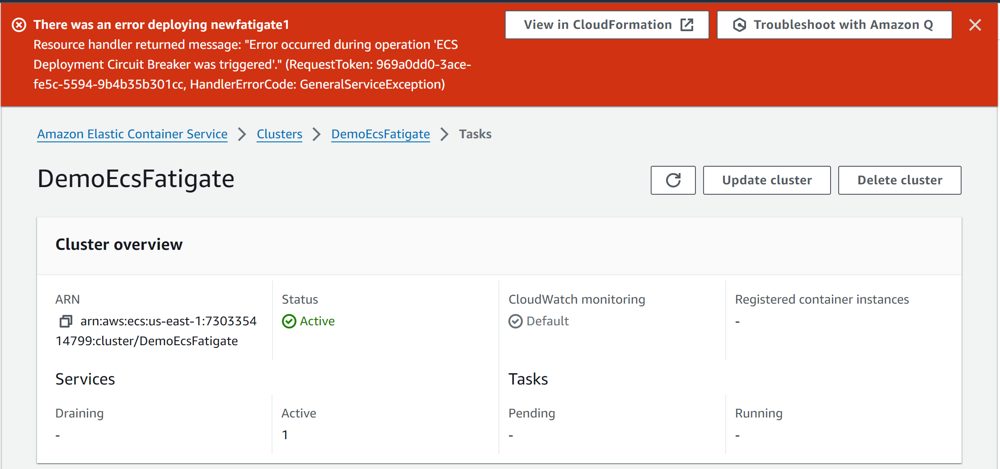 There was an error deploying newfatigate1
View in CloudFormation
Troubleshoot with Amazon Q
Resource handler returned message: "Error occurred during operation 'ECS
Deployment Circuit Breaker was triggered'." (RequestToken: 969a0dd0-3ace-
fe5c-5594-9b4b35b301cc, HandlerErrorCode: GeneralServiceException)
Amazon Elastic Container Service
Clusters
DemoEcsFatigate
Tasks
DemoEcsFatigate
Update cluster
Delete cluster
Cluster overview
ARN
arn:aws:ecs:us-east-1:7303354
14799:cluster/DemoEcsFatigate
Status
Active
CloudWatch monitoring
Default
Registered container instances
-
Services
Tasks
Draining
-
Active
1
Pending
-
Running
-